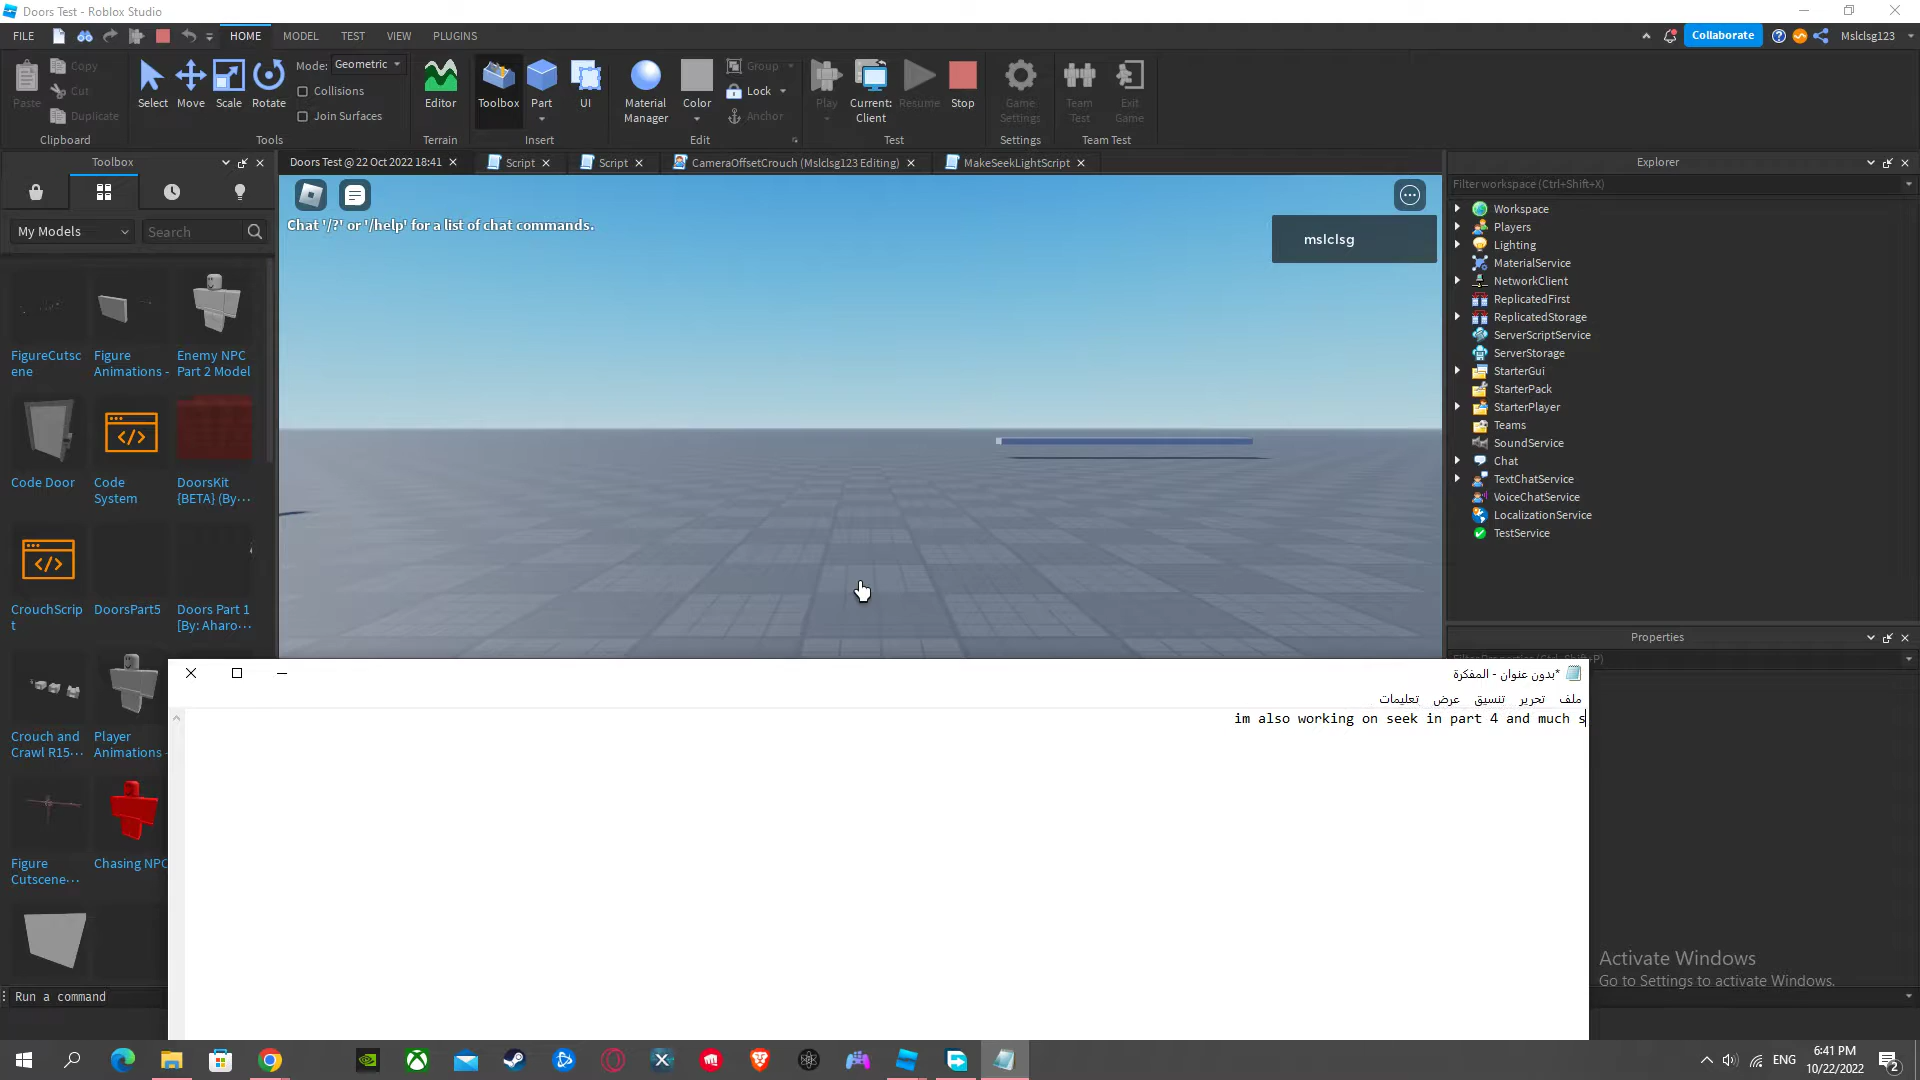 Doors Test - Roblox Studio
FILE
HOME
MODEL
TEST
VIEW
PLUGINS
Collaborate
Mslclsg123
Paste
Copy
Cut
Duplicate
Clipboard
Select
Move
Scale
Rotate
Mode:
Geometric
Collisions
Join Surfaces
Tools
Editor
Terrain
Toolbox
Part
UI
Insert
Material
Manager
Color
Group
Lock
Anchor
Edit
Play
Current:
Client
Resume
Stop
Test
Game
Settings
Settings
Team
Test
Exit
Game
Team Test
Toolbox
Doors Test @ 22 Oct 2022 18:41
Script
Script
CameraOffsetCrouch (Mslclsg123 Editing)
MakeSeekLightScript
Explorer
My Models
Search
FigureCutsc
ene
Figure
Animations -
Enemy NPC
Part 2 Model
Code Door
Code
System
DoorsKit
{BETA} (By...
CrouchScrip
t
DoorsPart5
Doors Part 1
[By: Aharo...
Crouch and
Crawl R15...
Player
Animations -
Figure
Cutscene...
Chasing NPC
Run a command
Chat '/?' or '/help' for a list of chat commands.
mslclsg
Filter workspace (Ctrl+Shift+X)
Workspace
Players
Lighting
MaterialService
NetworkClient
ReplicatedFirst
ReplicatedStorage
ServerScriptService
ServerStorage
StarterGui
StarterPack
StarterPlayer
Teams
SoundService
Chat
TextChatService
VoiceChatService
LocalizationService
TestService
Properties
*بدون عنوان - المفكرة
ملف تحرير تنسيق عرض تعليمات
im also working on seek in part 4 and much s
Activate Windows
Go to Settings to activate Windows.
ENG
6:41 PM
10/22/2022
2